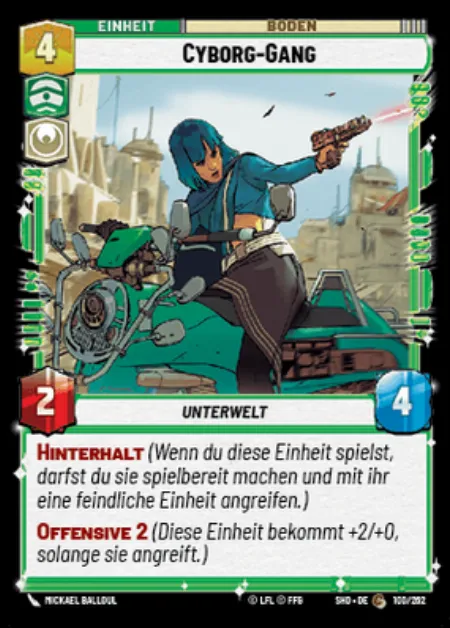 EINHEIT
BODEN
4
CYBORG-GANG
2
UNTERWELT
4
HINTERHALT (Wenn du diese Einheit spielst,
darfst du sie spielbereit machen und mit ihr
eine feindliche Einheit angreifen.)
OFFENSIVE 2 (Diese Einheit bekommt +2/+0,
solange sie angreift.)
MICKAEL BALLOUL
© LFL © FFG
SHD • DE
100/262